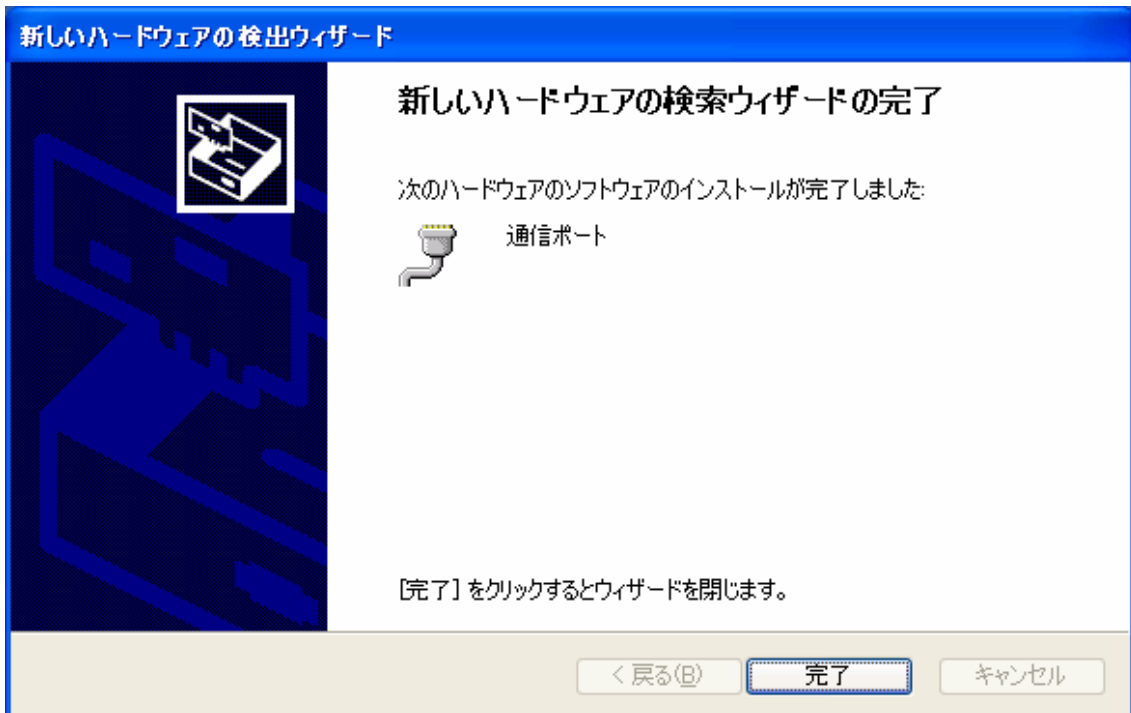 新しいハードウェアの検出ウィザード
新しいハードウェアの検索ウィザードの完了
次のハードウェアのソフトウェアのインストールが完了しました:
通信ポート
[完了] をクリックするとウィザードを閉じます。
< 戻る(B)
完了
キャンセル